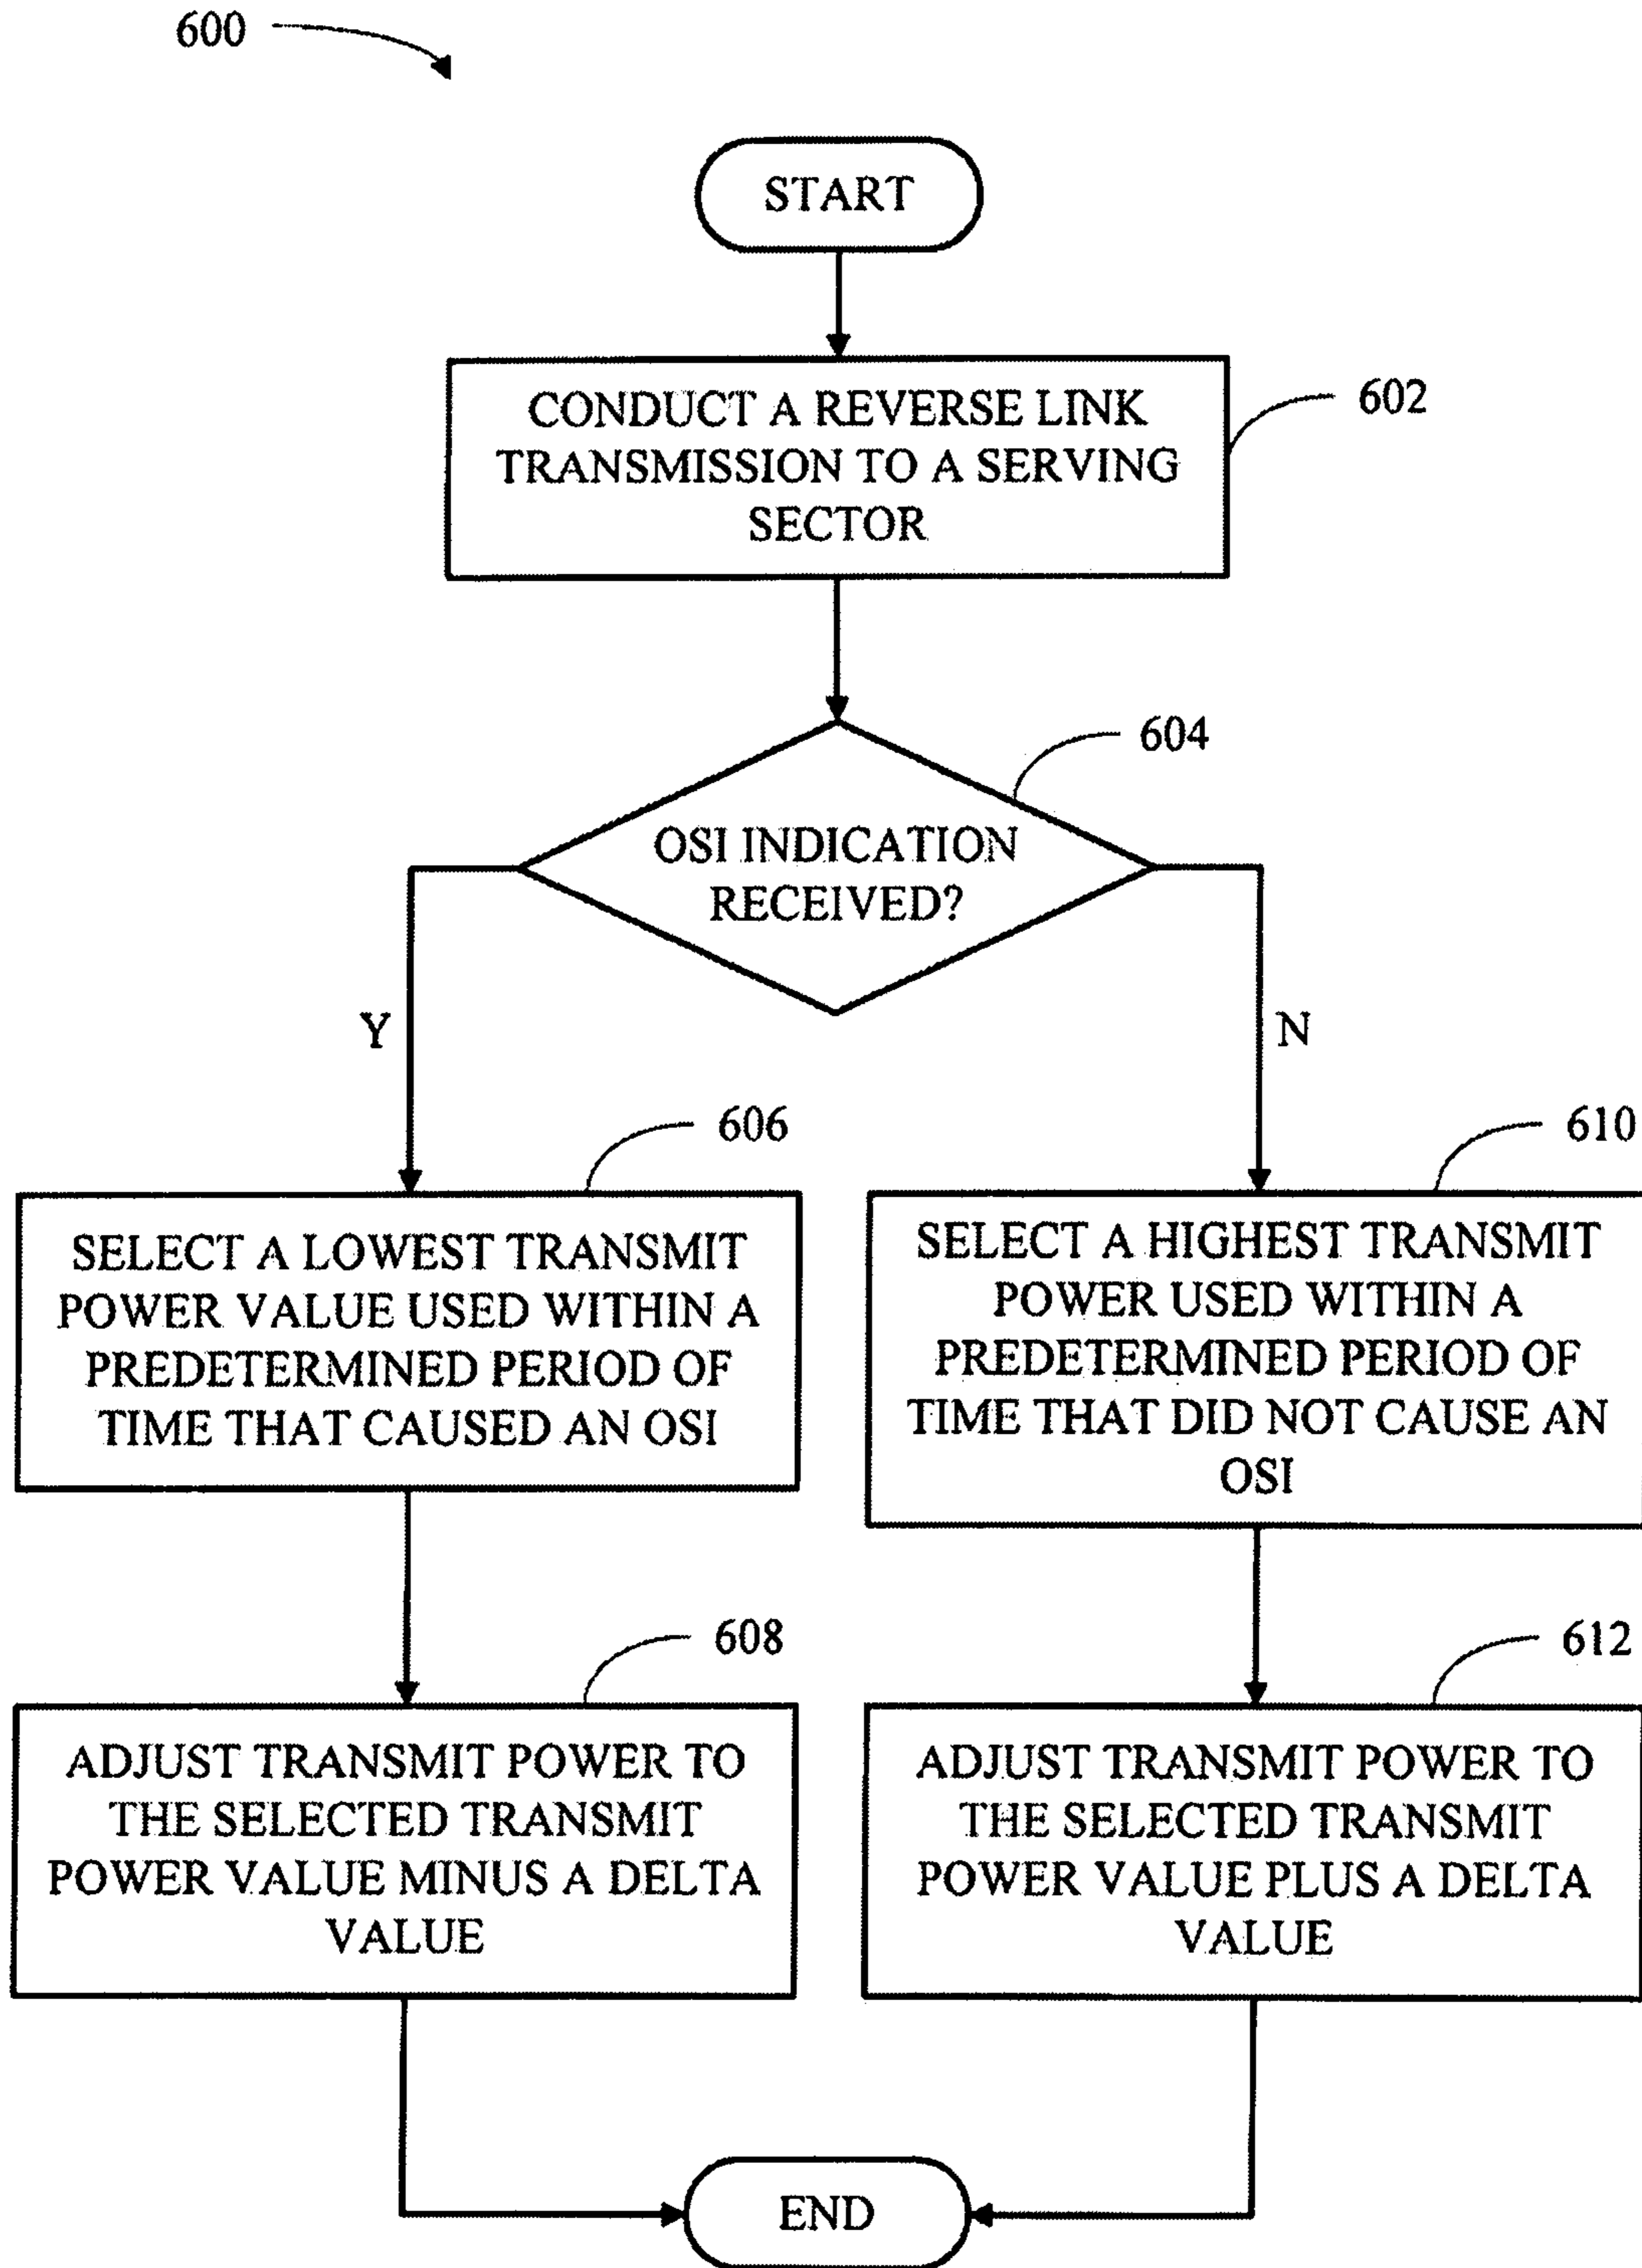 600
START
CONDUCT A REVERSE LINK
TRANSMISSION TO A SERVING
SECTOR
602
604
OSI INDICATION
RECEIVED?
Y
N
606
SELECT A LOWEST TRANSMIT
POWER VALUE USED WITHIN A
PREDETERMINED PERIOD OF
TIME THAT CAUSED AN OSI
610
SELECT A HIGHEST TRANSMIT
POWER USED WITHIN A
PREDETERMINED PERIOD OF
TIME THAT DID NOT CAUSE AN
OSI
608
ADJUST TRANSMIT POWER TO
THE SELECTED TRANSMIT
POWER VALUE MINUS A DELTA
VALUE
612
ADJUST TRANSMIT POWER TO
THE SELECTED TRANSMIT
POWER VALUE PLUS A DELTA
VALUE
END